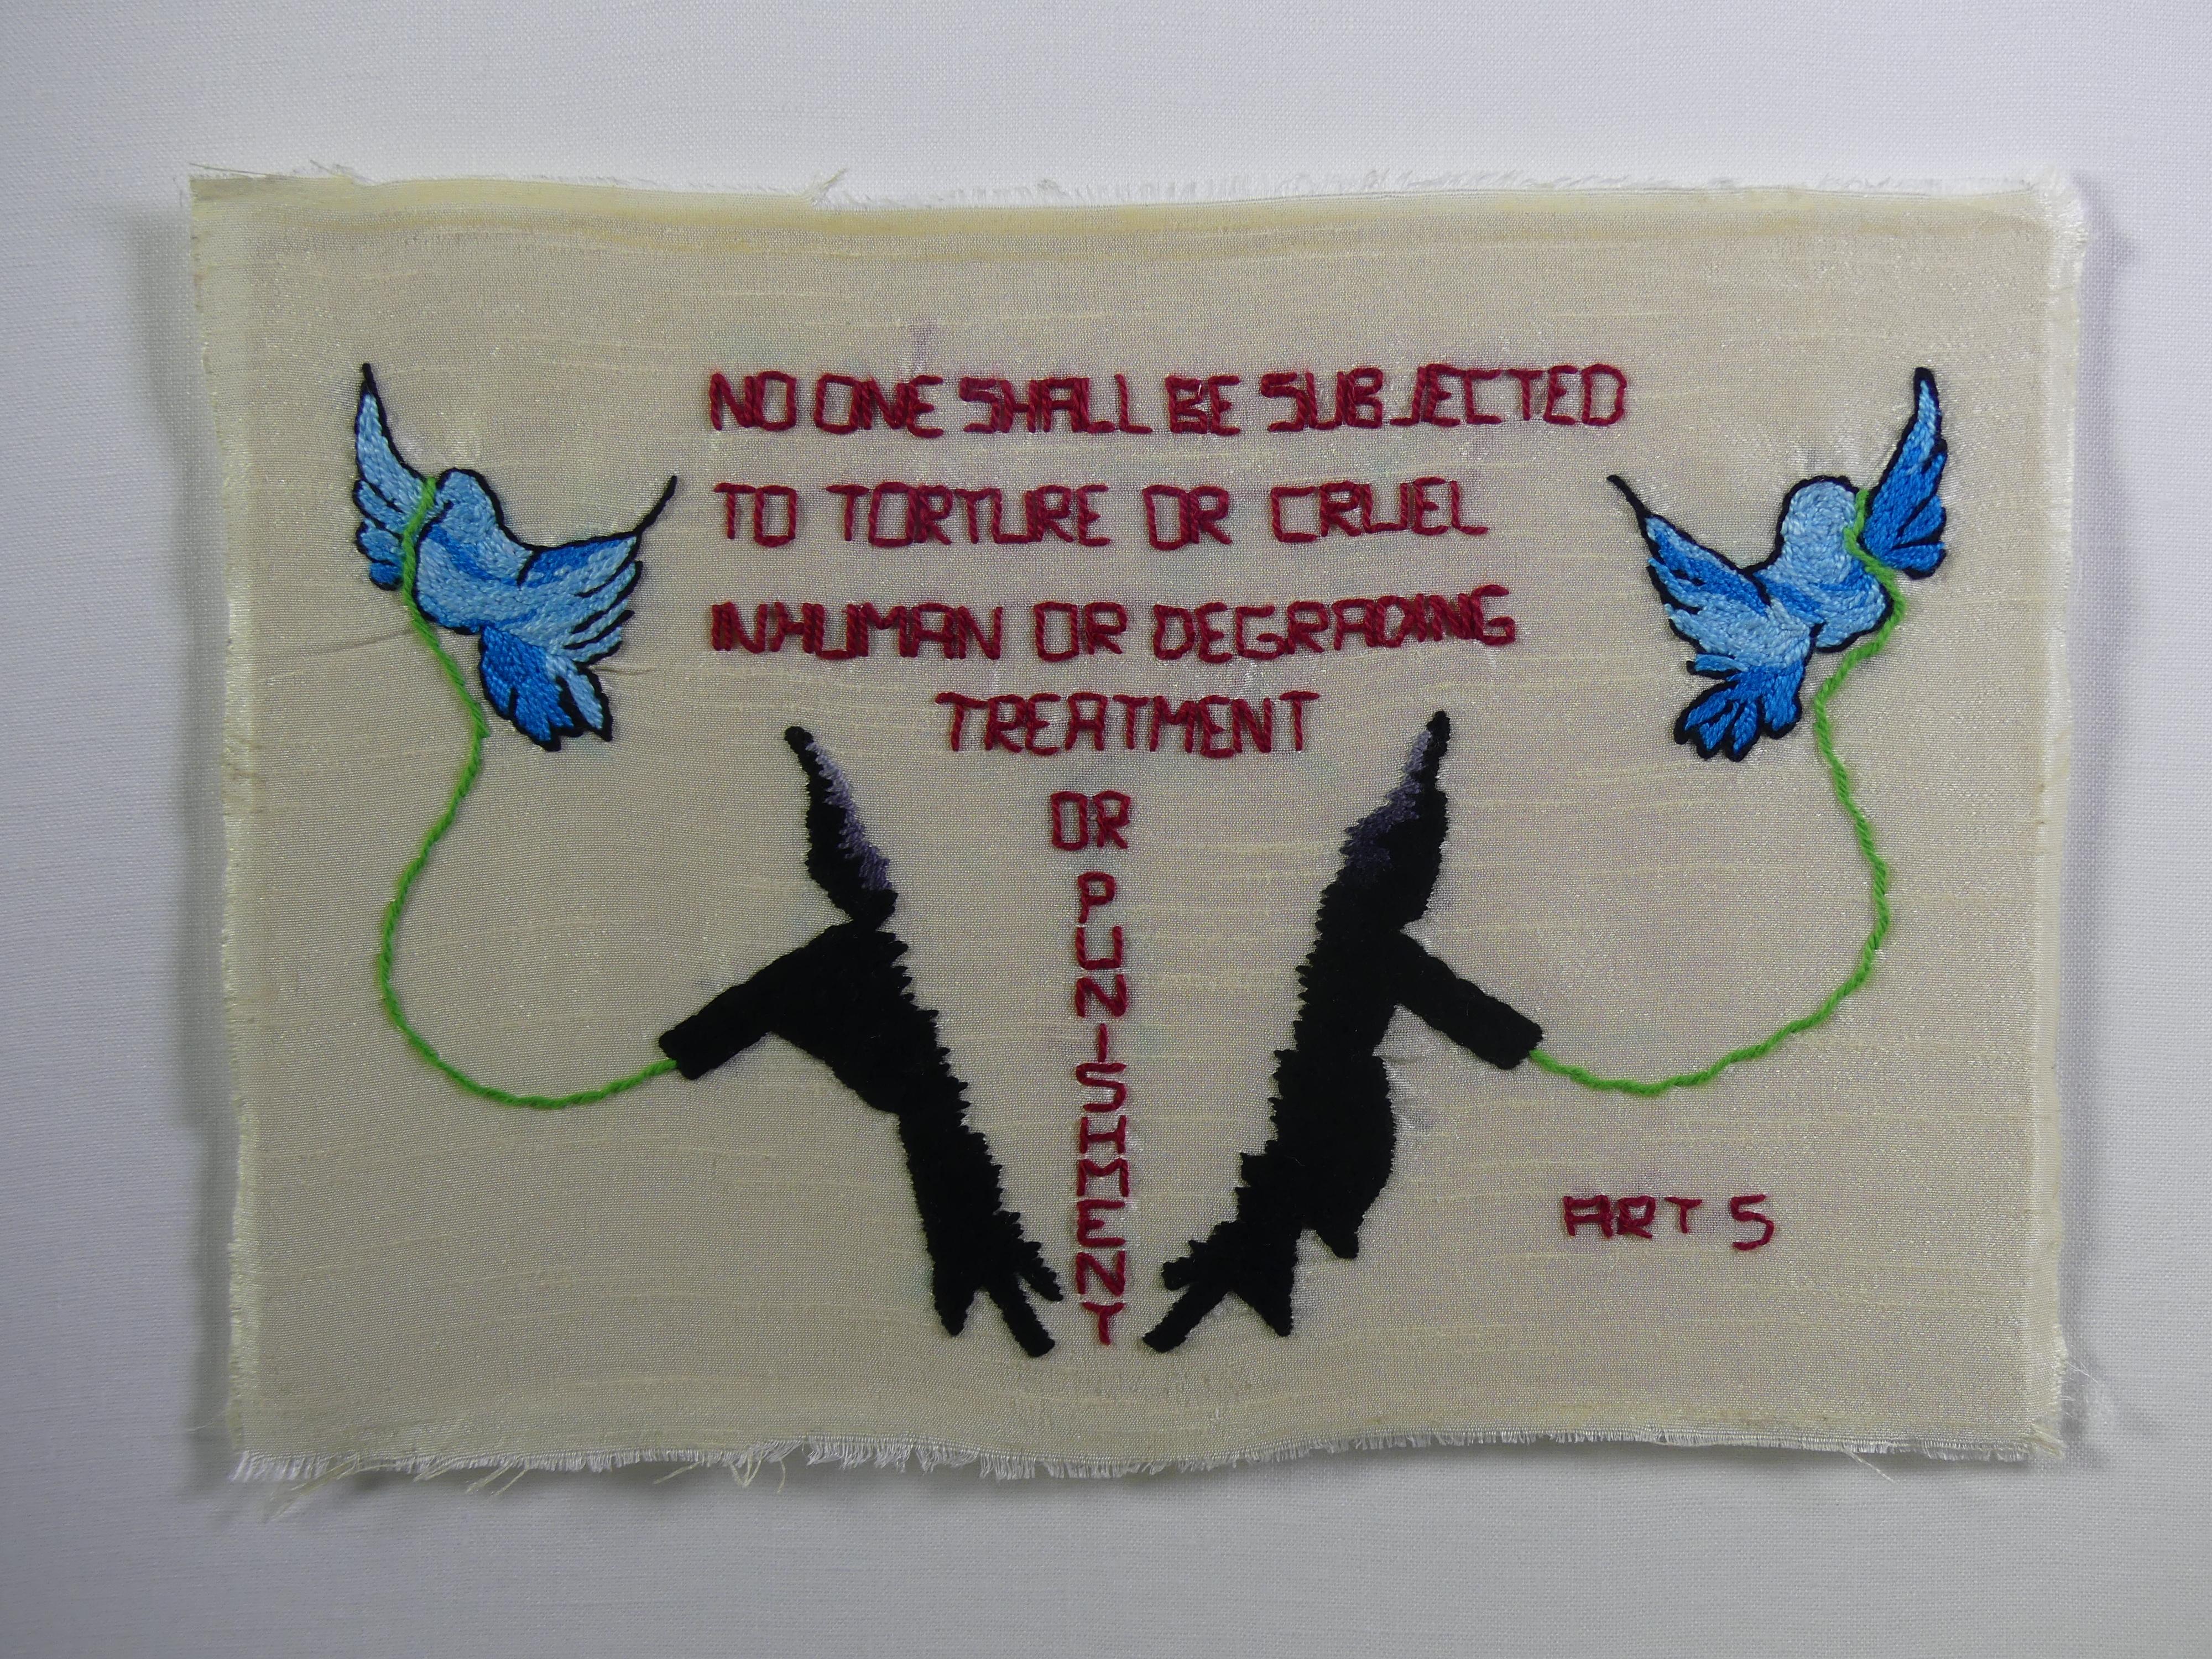 NO ONE SHALL BE SUBJECTED
TO TORTURE OR CRUEL
INHUMAN OR DEGRADING
TREATMENT
OR
PUNISHMENT
ART 5